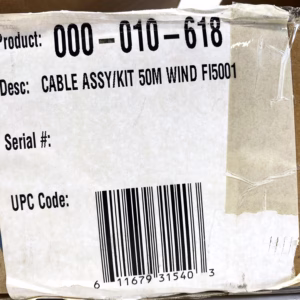 Product: 000-010-618
Desc: CABLE ASSY/KIT 50M WIND FI5001
Serial #:
UPC Code:
6 11679 31540 3